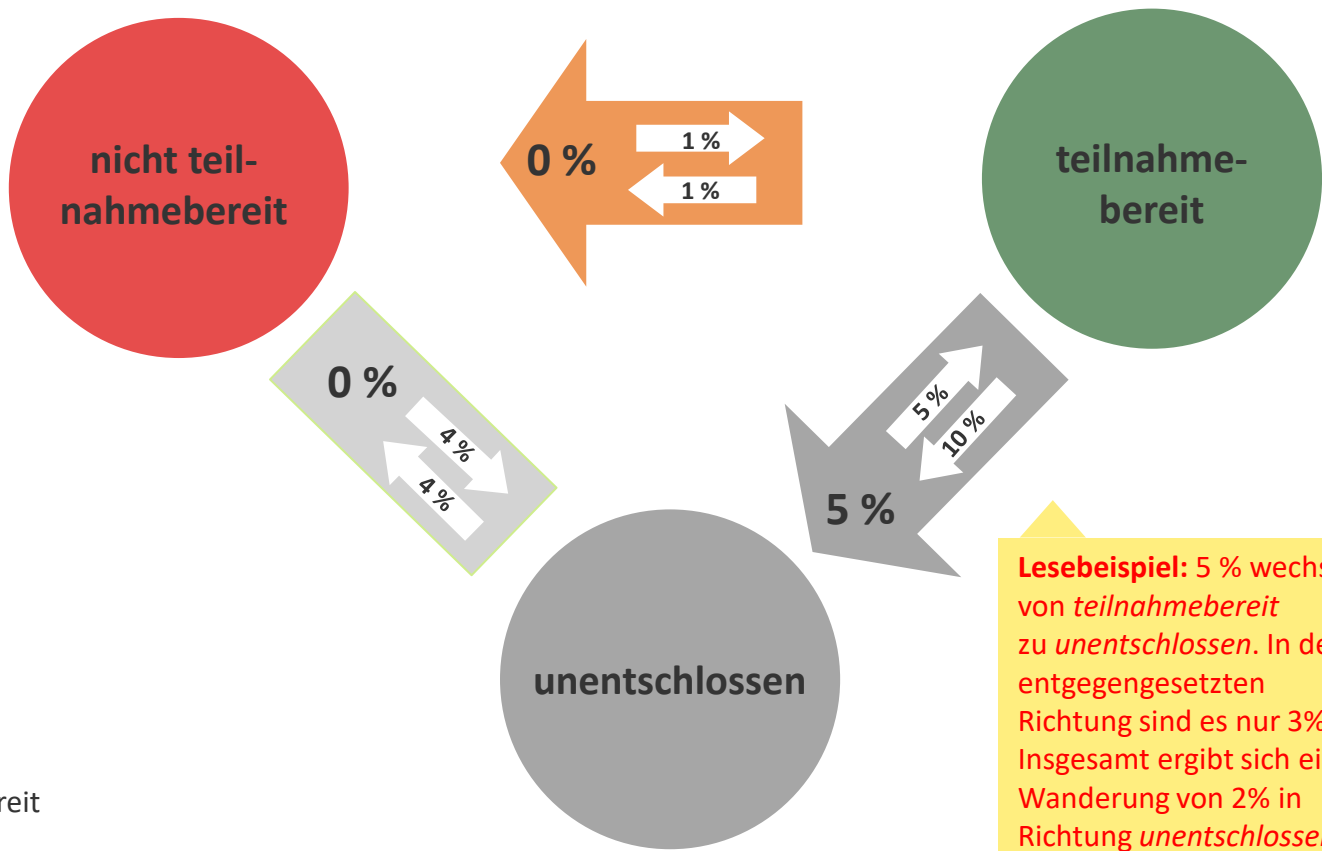 nicht teil-
nahmebereit
0 %
1 %
1 %
teilnahme-
bereit
0 %
4 %
4 %
5 %
10 %
5 %
unentschlossen
Lesebeispiel: 5 % wechs
von teilnahmebereit
zu unentschlossen. In de
entgegengesetzten
Richtung sind es nur 3%
Insgesamt ergibt sich ei
Wanderung von 2% in
Richtung unentschlossen
reit